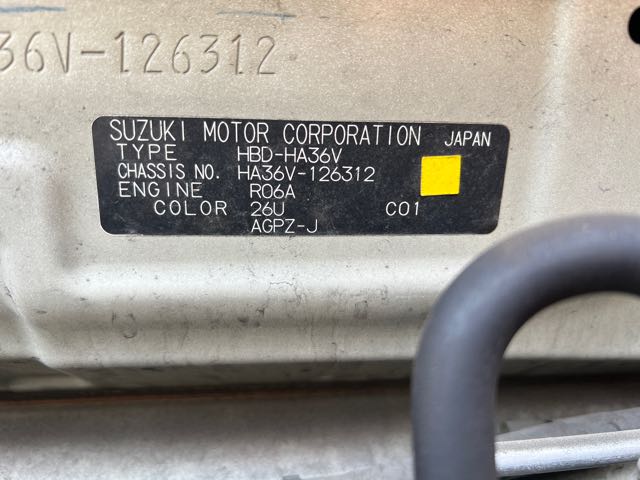 36V-126312
SUZUKI MOTOR CORPORATION JAPAN
TYPE HBD-HA36V
CHASSIS NO. HA36V-126312
ENGINE R06A
COLOR 26U C01
AGPZ-J